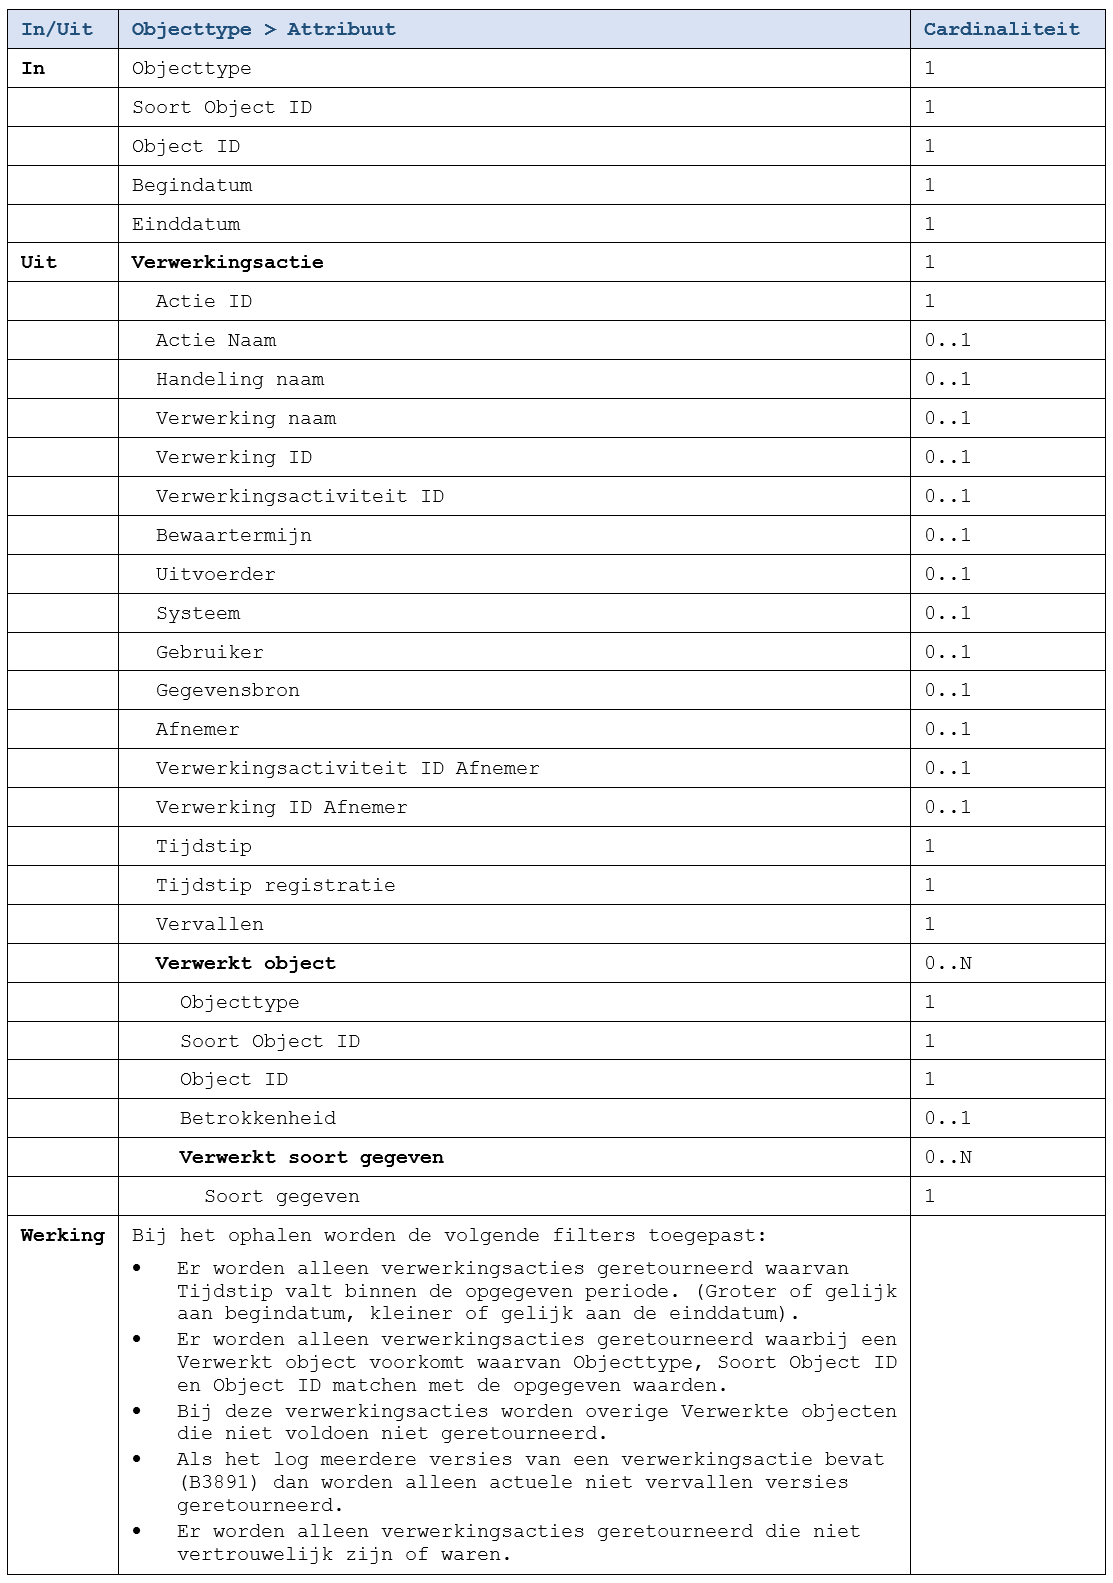 In/Uit Objecttype > Attribuut Cardinaliteit
In Objecttype 1
Soort Object ID 1
Object ID 1
Begindatum 1
Einddatum 1
Uit Verwerkingsactie 1
Actie ID 1
Actie Naam 0..1
Handeling naam 0..1
Verwerking naam 0..1
Verwerking ID 0..1
Verwerkingsactiviteit ID 0..1
Bewaartermijn 0..1
Uitvoerder 0..1
Systeem 0..1
Gebruiker 0..1
Gegevensbron 0..1
Afnemer 0..1
Verwerkingsactiviteit ID Afnemer 0..1
Verwerking ID Afnemer 0..1
Tijdstip 1
Tijdstip registratie 1
Vervallen 1
Verwerkt object 0..N
Objecttype 1
Soort Object ID 1
Object ID 1
Betrokkenheid 0..1
Verwerkt soort gegeven 0..N
Soort gegeven 1
Werking Bij het ophalen worden de volgende filters toegepast:
• Er worden alleen verwerkingsacties geretourneerd waarvan
Tijdstip valt binnen de opgegeven periode. (Groter of gelijk
aan begindatum, kleiner of gelijk aan de einddatum).
• Er worden alleen verwerkingsacties geretourneerd waarbij een
Verwerkt object voorkomt waarvan Objecttype, Soort Object ID
en Object ID matchen met de opgegeven waarden.
• Bij deze verwerkingsacties worden overige Verwerkte objecten
die niet voldoen niet geretourneerd.
• Als het log meerdere versies van een verwerkingsactie bevat
(B3891) dan worden alleen actuele niet vervallen versies
geretourneerd.
• Er worden alleen verwerkingsacties geretourneerd die niet
vertrouwelijk zijn of waren.